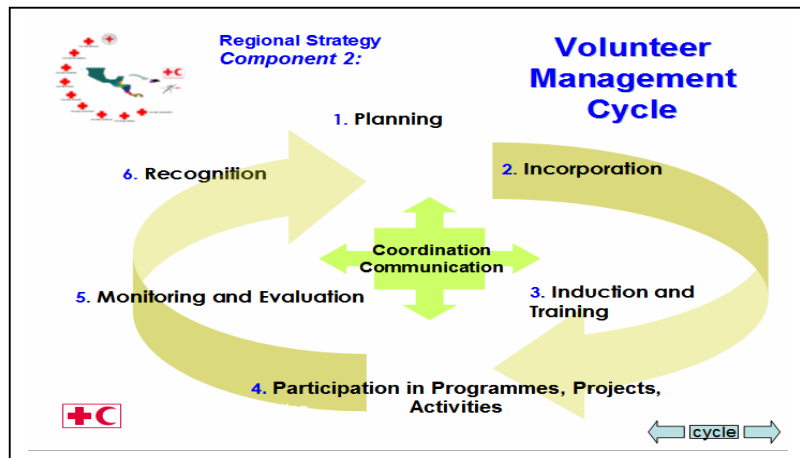 Regional Strategy
Component 2:
Volunteer
Management
Cycle
1. Planning
2. Incorporation
6. Recognition
Coordination
Communication
3. Induction and
Training
5. Monitoring and Evaluation
4. Participation in Programmes, Projects,
Activities
cycle